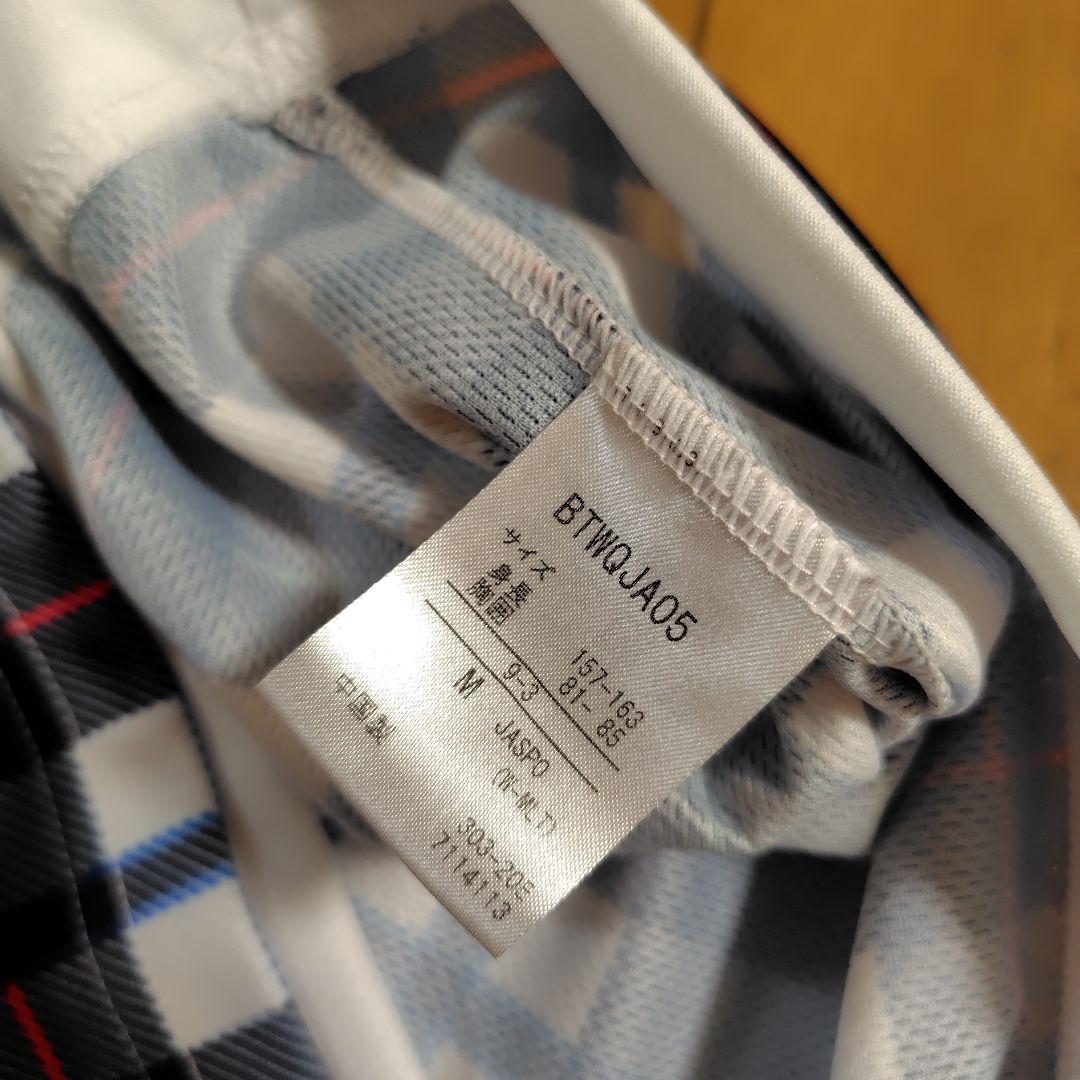 BTWQJA05
サイズ
身長 157-163
胸囲 81- 85
9-3
M JASPO
中国製 (H-MLT)
303-205
7114113